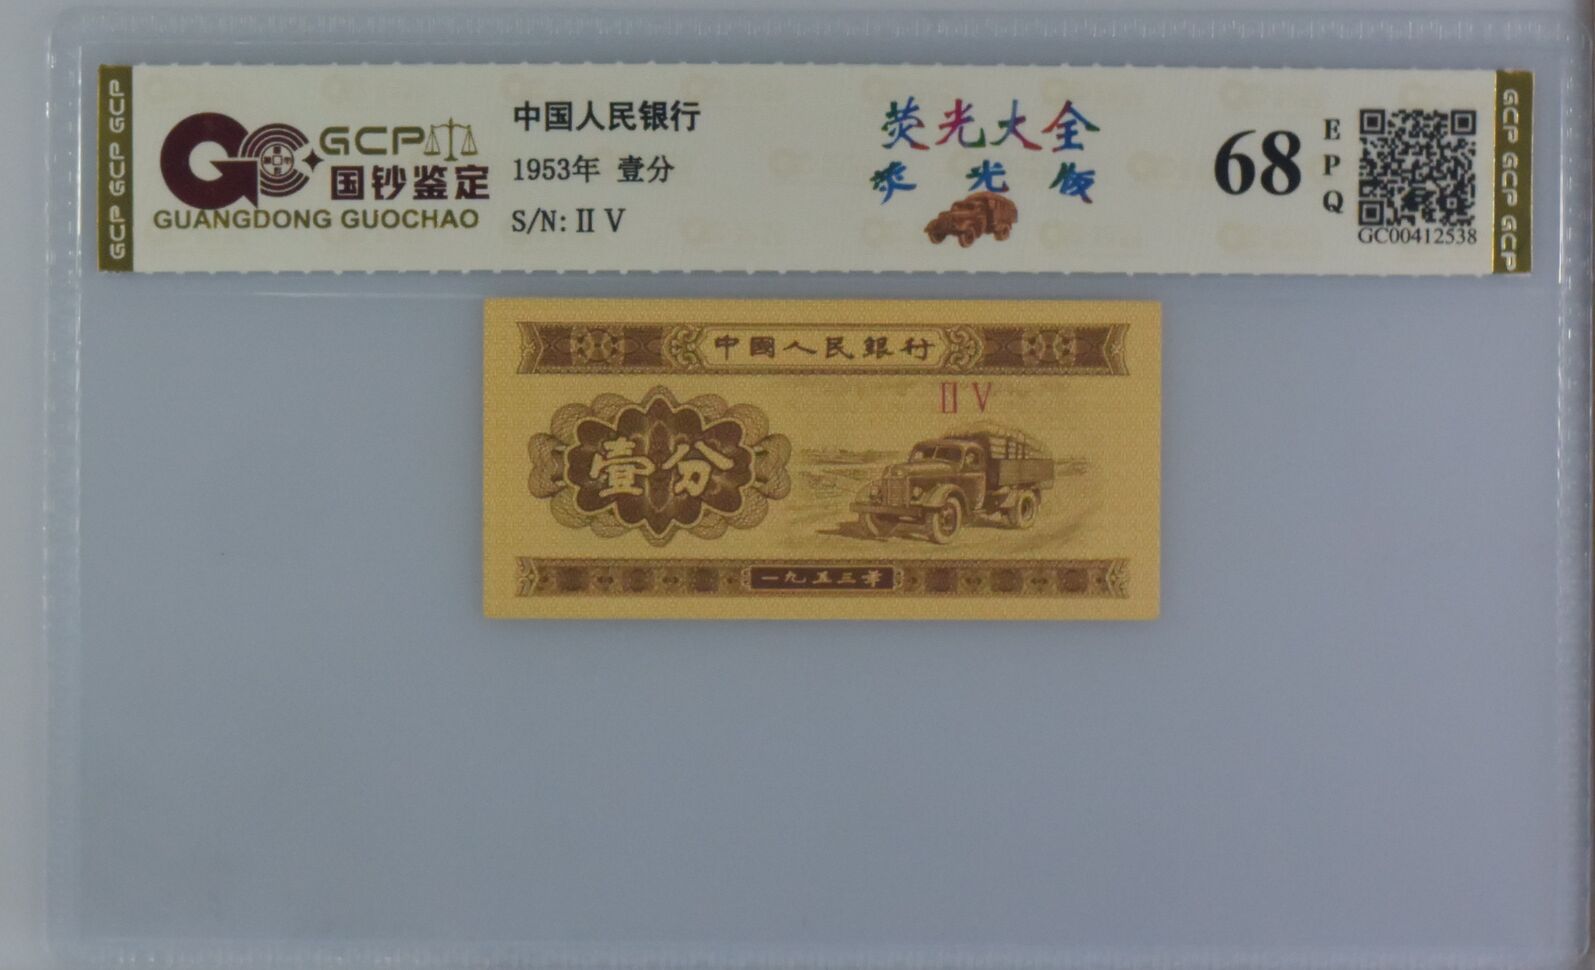 GCP GCP GCP
GCP
国钞鉴定
GUANGDONG GUOCHAO
中国人民银行
1953年 壹分
S/N: Ⅱ V
荧光大全
荧光版
68
EPQ
GC00412538
GCP GCP GCP
中國人民銀行
Ⅱ V
壹分
一九五三年